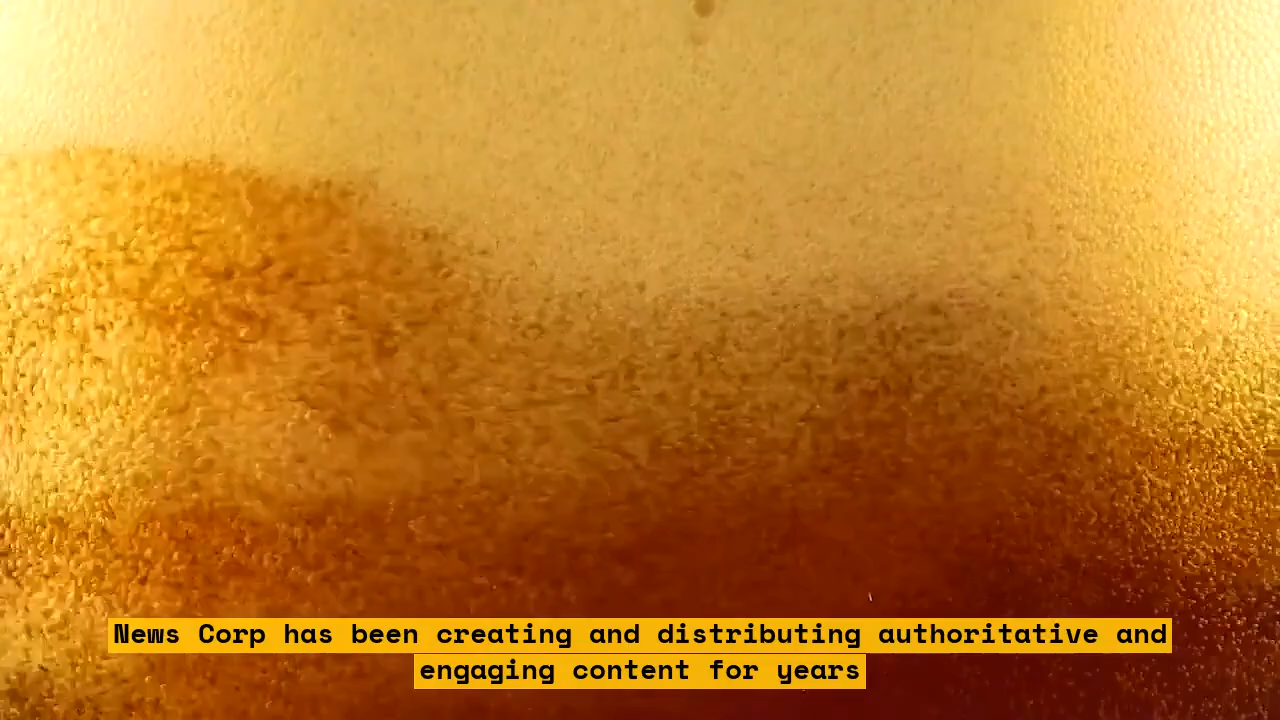 News Corp has been creating and distributing authoritative and
engaging content for years